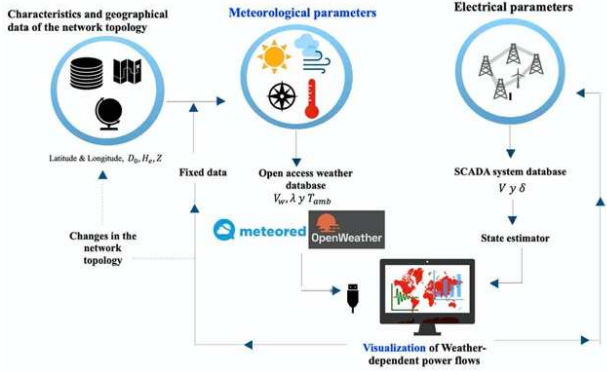 Characteristics and geographical
data of the network topology
Meteorological parameters
Electrical parameters
Latitude & Longitude, D₀, Hₑ, Z
Fixed data
Open access weather
database
V_w, λ y T_amb
SCADA system database
V y δ
Changes in the
network
topology
meteored
OpenWeather
State estimator
Visualization of Weather-
dependent power flows